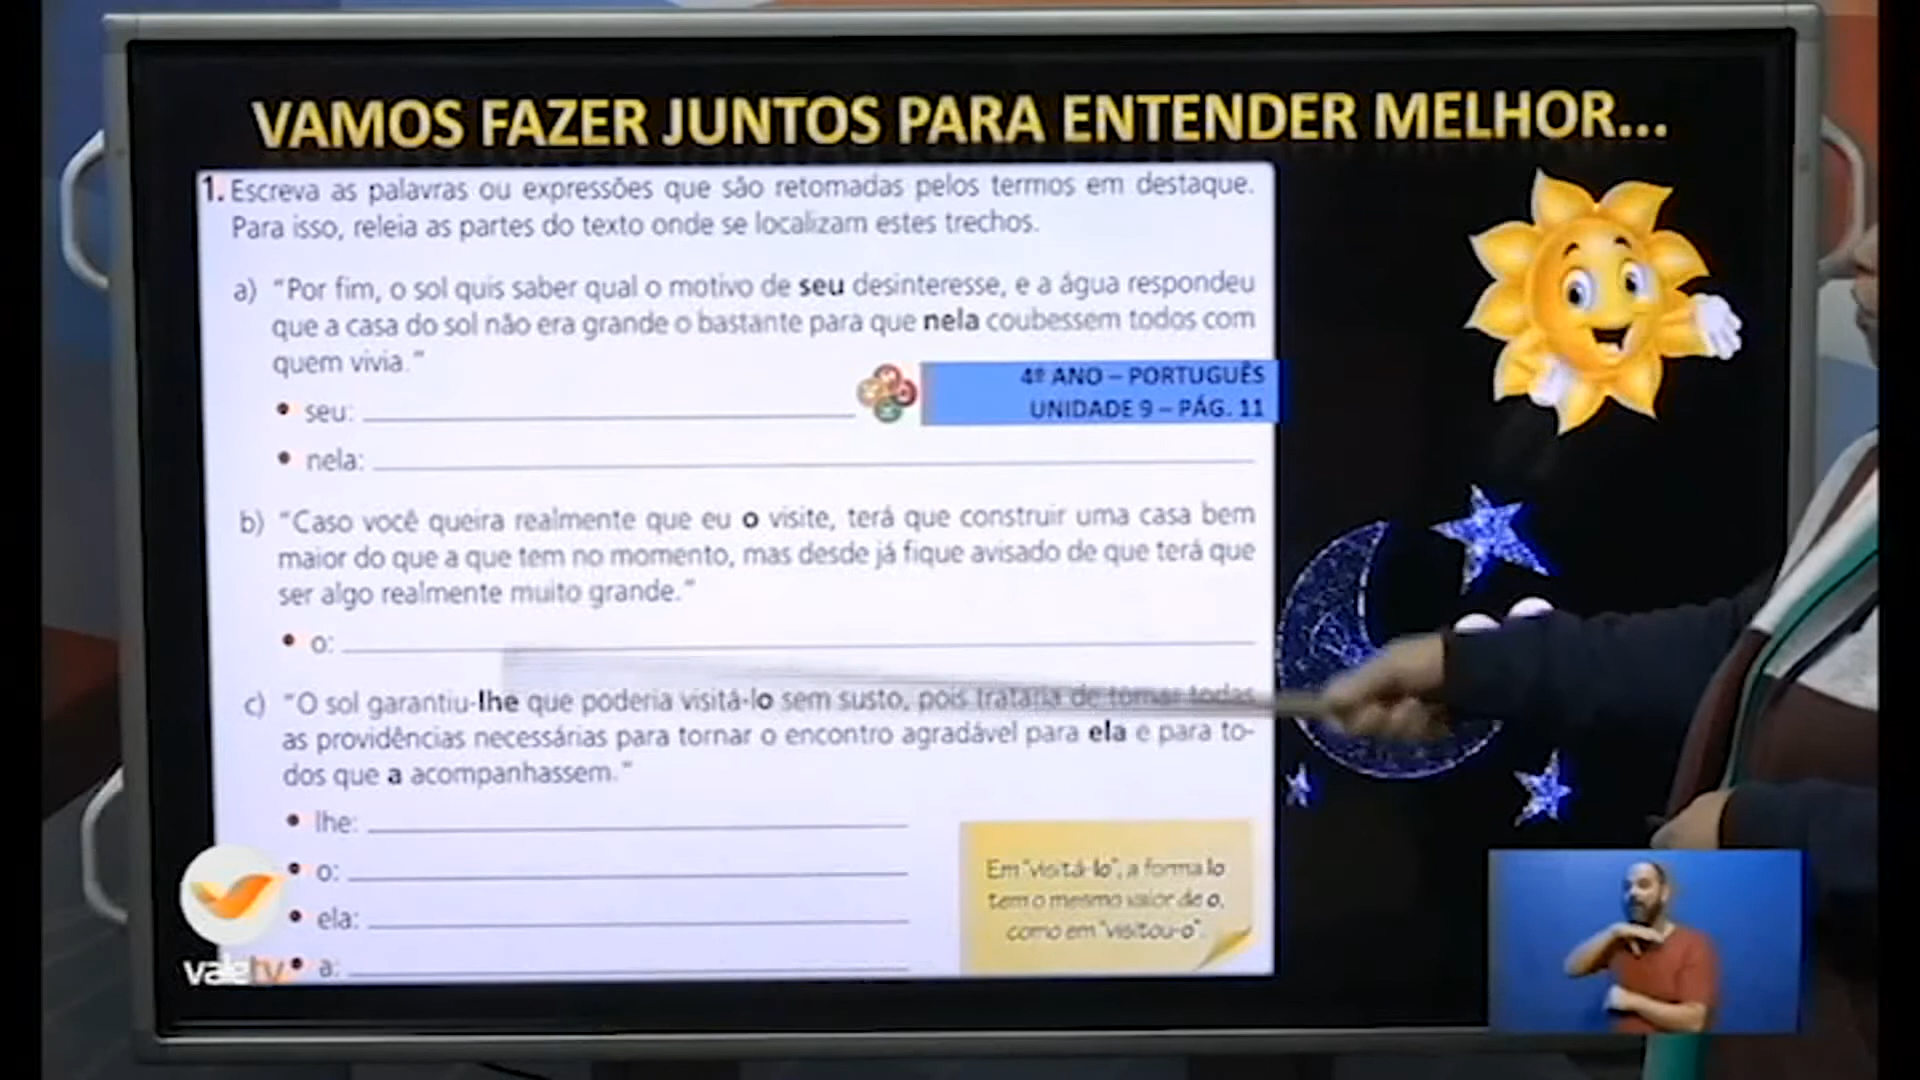 VAMOS FAZER JUNTOS PARA ENTENDER MELHOR...
1. Escreva as palavras ou expressões que são retomadas pelos termos em destaque.
Para isso, releia as partes do texto onde se localizam estes trechos.
a) "Por fim, o sol quis saber qual o motivo de seu desinteresse, e a água respondeu
que a casa do sol não era grande o bastante para que nela coubessem todos com
quem vivia."
4º ANO – PORTUGUÊS
UNIDADE 9 – PÁG. 11
• seu:
• nela:
b) "Caso você queira realmente que eu o visite, terá que construir uma casa bem
maior do que a que tem no momento, mas desde já fique avisado de que terá que
ser algo realmente muito grande."
• o:
c) "O sol garantiu-lhe que poderia visitá-lo sem susto, pois trataria de tomar todas
as providências necessárias para tornar o encontro agradável para ela e para to-
dos que a acompanhassem."
• lhe:
• o:
• ela:
• a:
Em "visitá-lo", a forma lo
tem o mesmo valor de o,
como em "visitou-o".
valetv